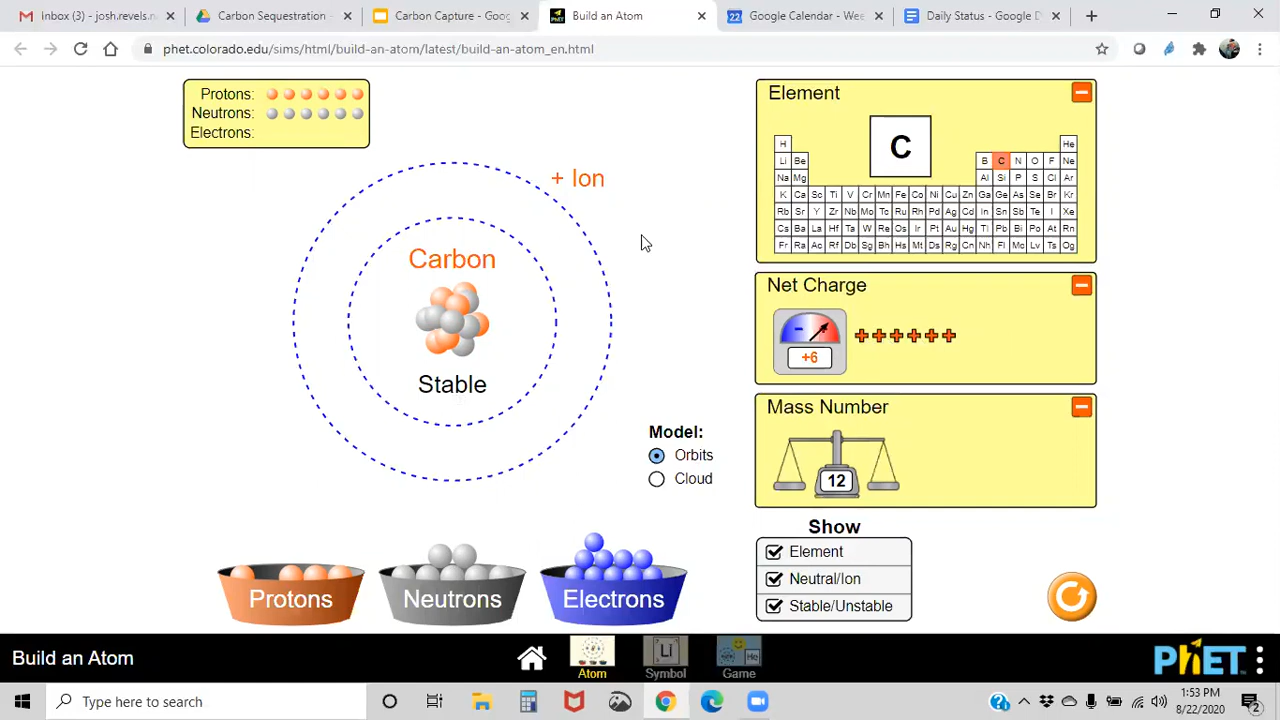 Inbox (3) - josh.revels.
Carbon Sequestration
Carbon Capture - Goog
Build an Atom
Google Calendar - Wee
Daily Status - Google D
phet.colorado.edu/sims/html/build-an-atom/latest/build-an-atom_en.html
Protons:
Neutrons:
Electrons:
+ Ion
Carbon
Stable
Model:
Orbits
Cloud
Protons
Neutrons
Electrons
Element
C
H He
Li Be B C N O F Ne
Na Mg Al Si P S Cl Ar
K Ca Sc Ti V Cr Mn Fe Co Ni Cu Zn Ga Ge As Se Br Kr
Rb Sr Y Zr Nb Mo Tc Ru Rh Pd Ag Cd In Sn Sb Te I Xe
Cs Ba La Hf Ta W Re Os Ir Pt Au Hg Tl Pb Bi Po At Rn
Fr Ra Ac Rf Db Sg Bh Hs Mt Ds Rg Cn Nh Fl Mc Lv Ts Og
Net Charge
+6
Mass Number
12
Show
Element
Neutral/Ion
Stable/Unstable
Build an Atom
Atom
Li
Symbol
Game
PhET
Type here to search
1:53 PM
8/22/2020